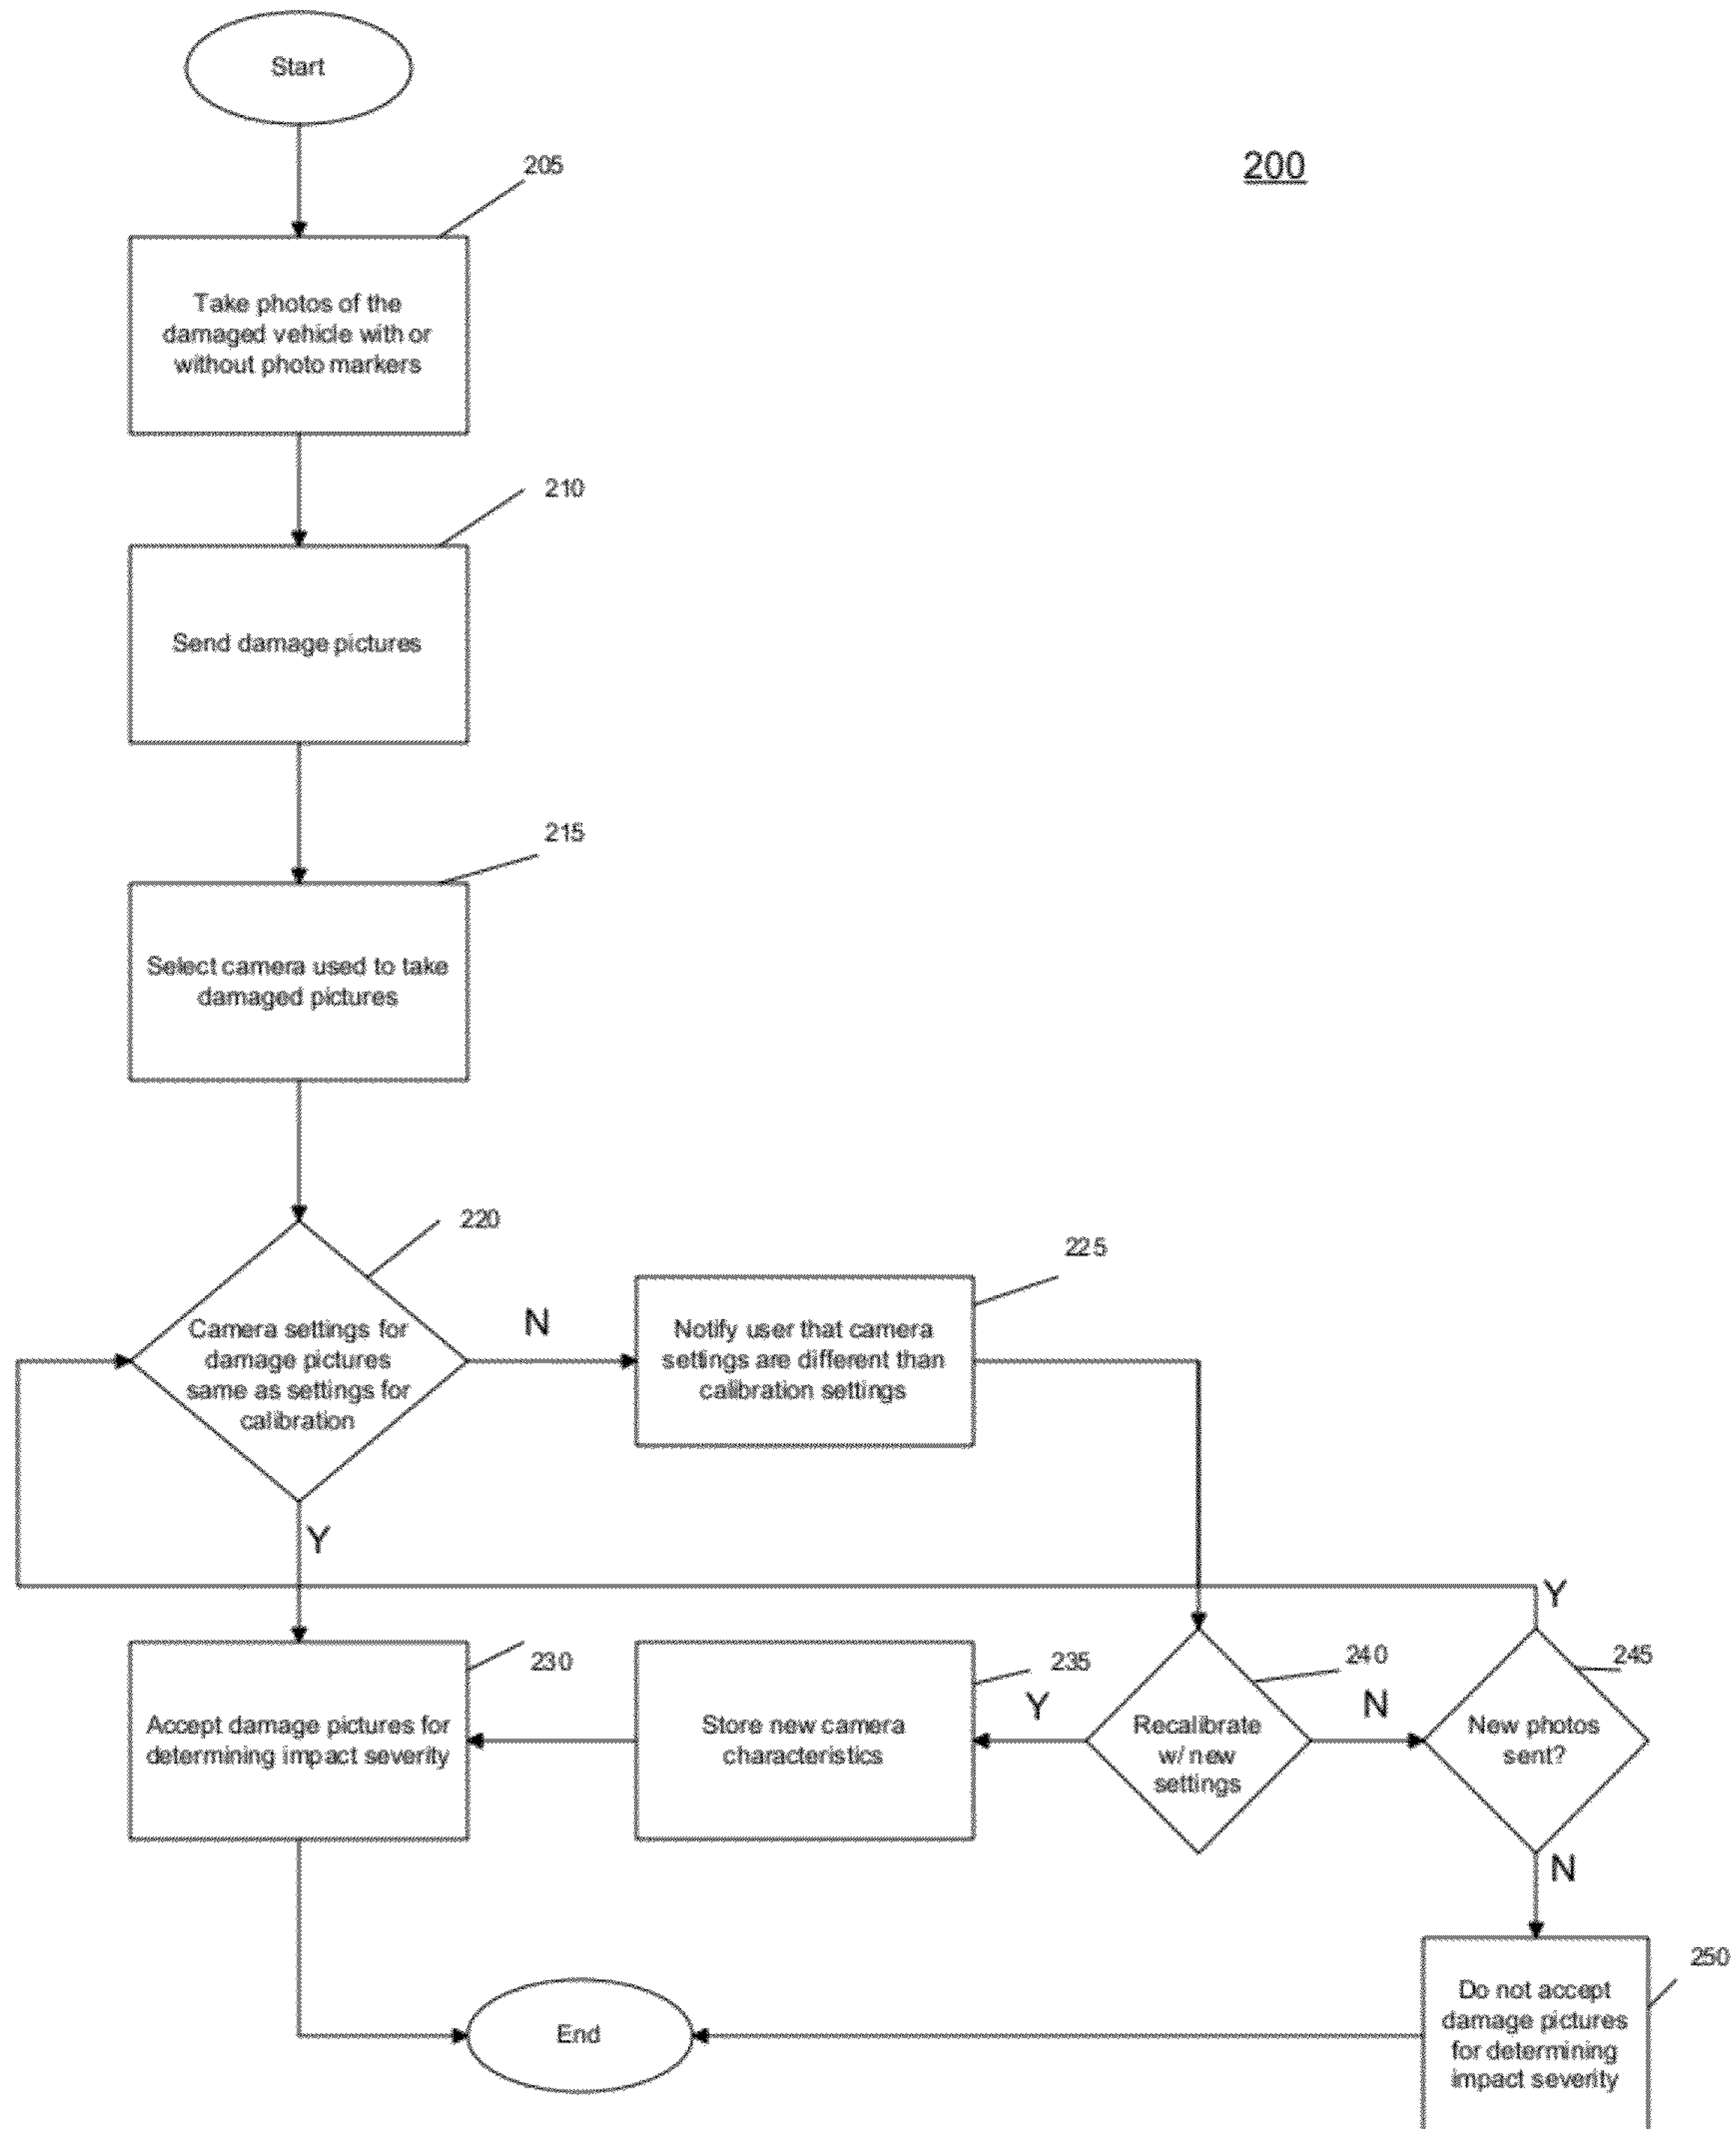 Start
205
200
Take photos of the
damaged vehicle with or
without photo markers
210
Send damage pictures
215
Select camera used to take
damaged pictures
220
225
Camera settings for
damage pictures
same as settings for
calibration
N
Notify user that camera
settings are different than
calibration settings
Y
Y
230
235
240
245
Accept damage pictures for
determining impact severity
Store new camera
characteristics
Y
Recalibrate
w/ new
settings
N
New photos
sent?
N
250
Do not accept
damage pictures
for determining
impact severity
End